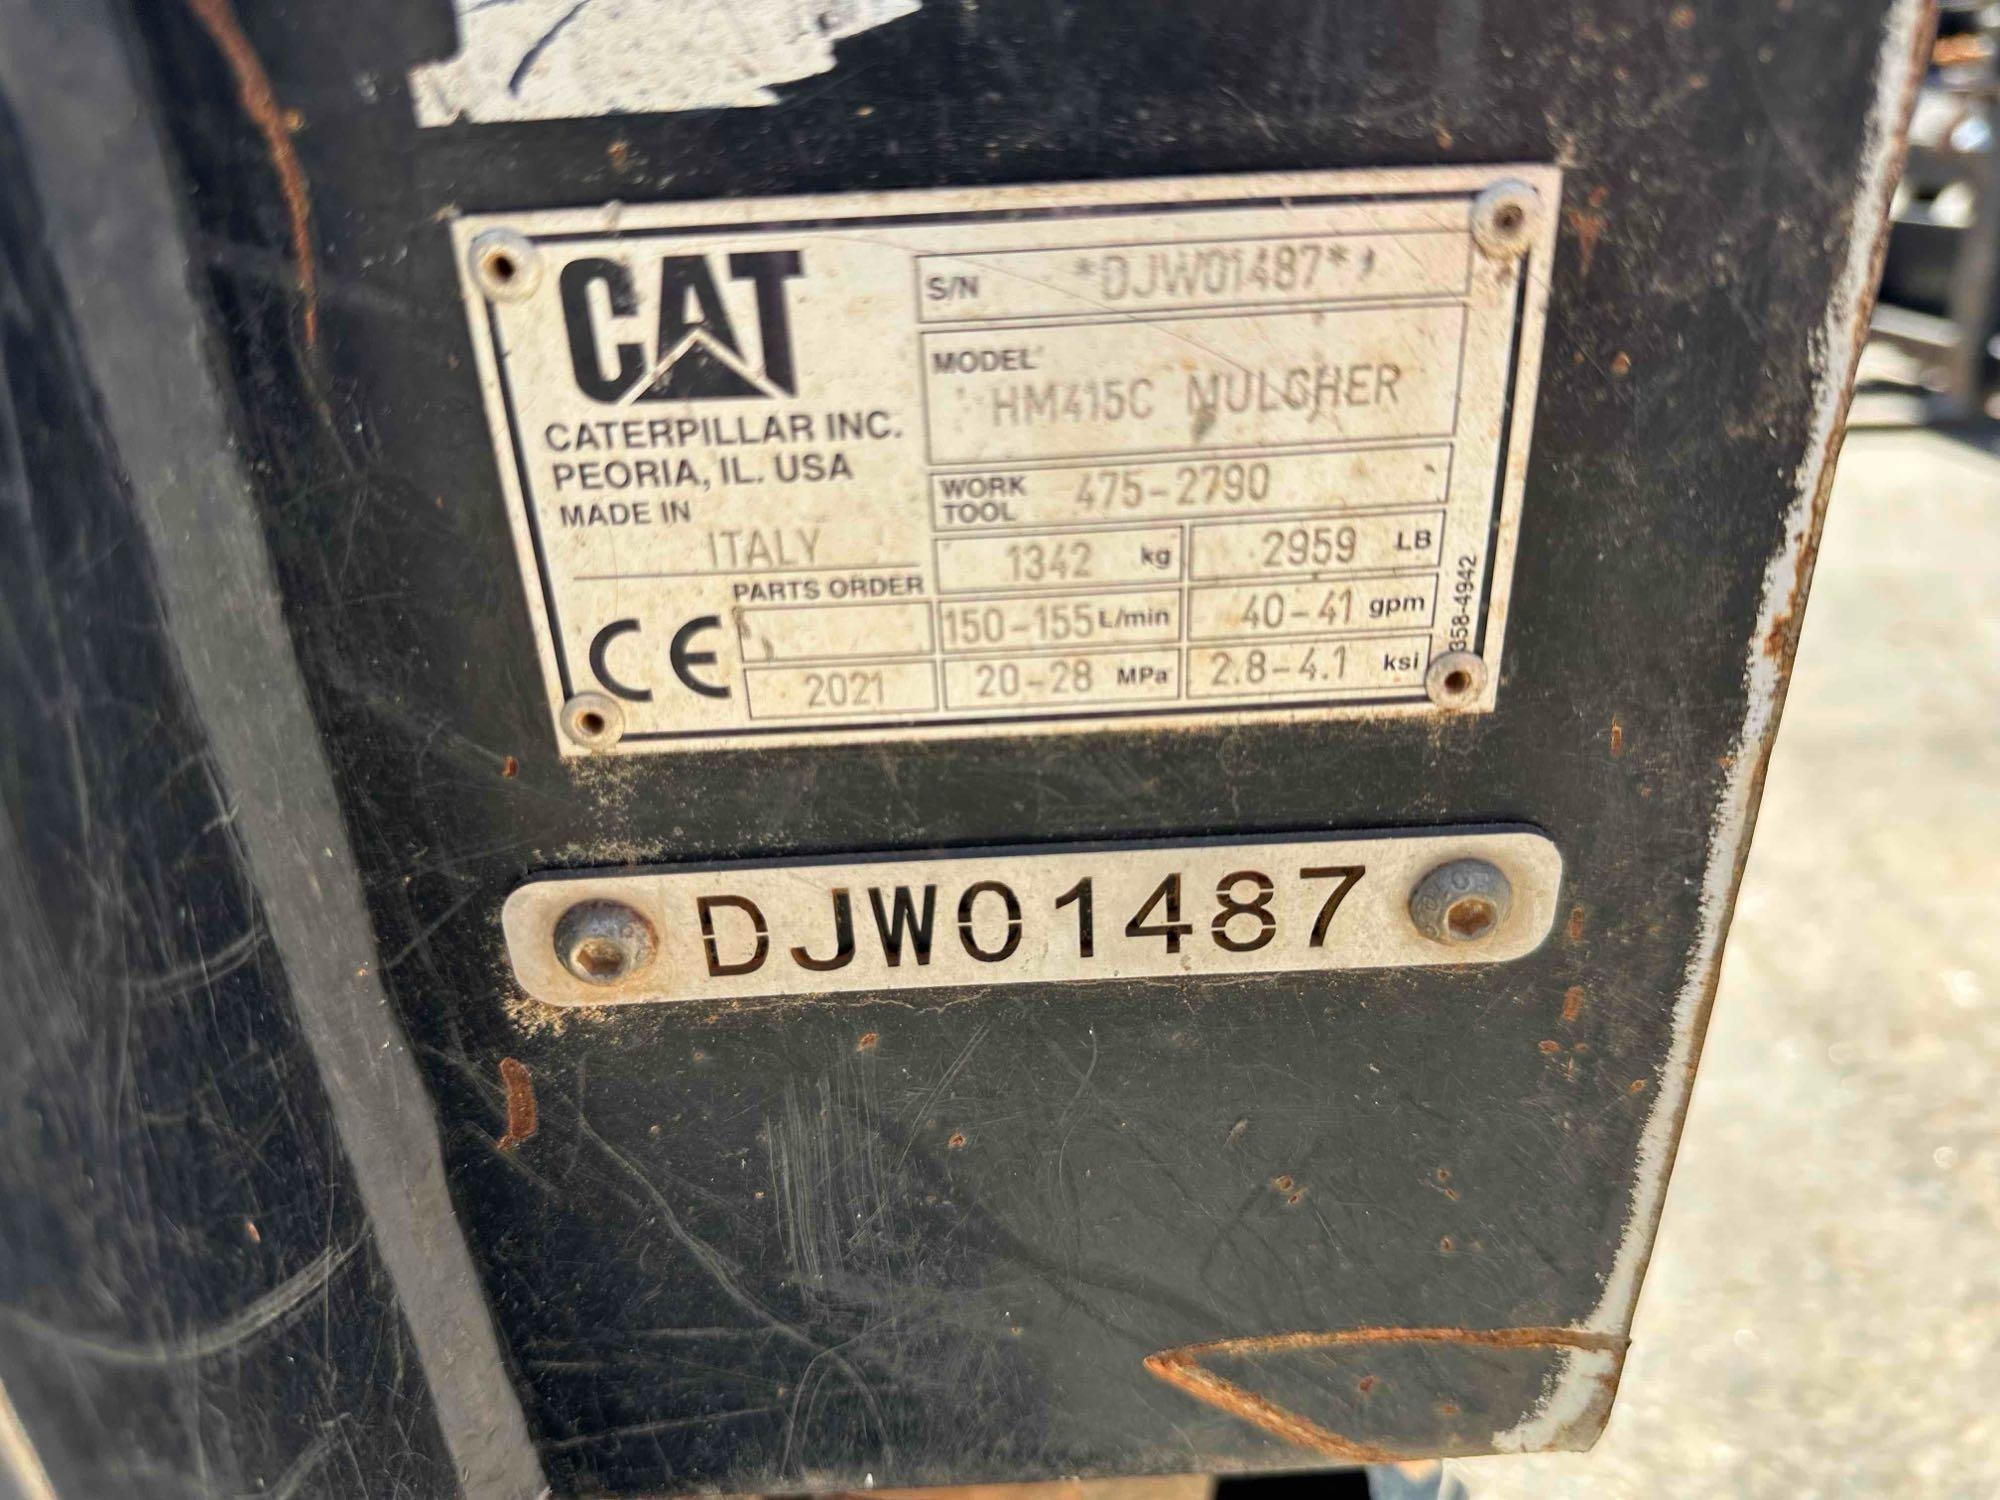 CAT
CATERPILLAR INC.
PEORIA, IL. USA
MADE IN
ITALY
CE
PARTS ORDER
2021
S/N *DJW01487*
MODEL
HM415C MULCHER
WORK TOOL 475-2790
1342 kg 2959 LB
150-155 L/min 40-41 gpm
20-28 MPa 2.8-4.1 ksi
358-4942
DJW01487